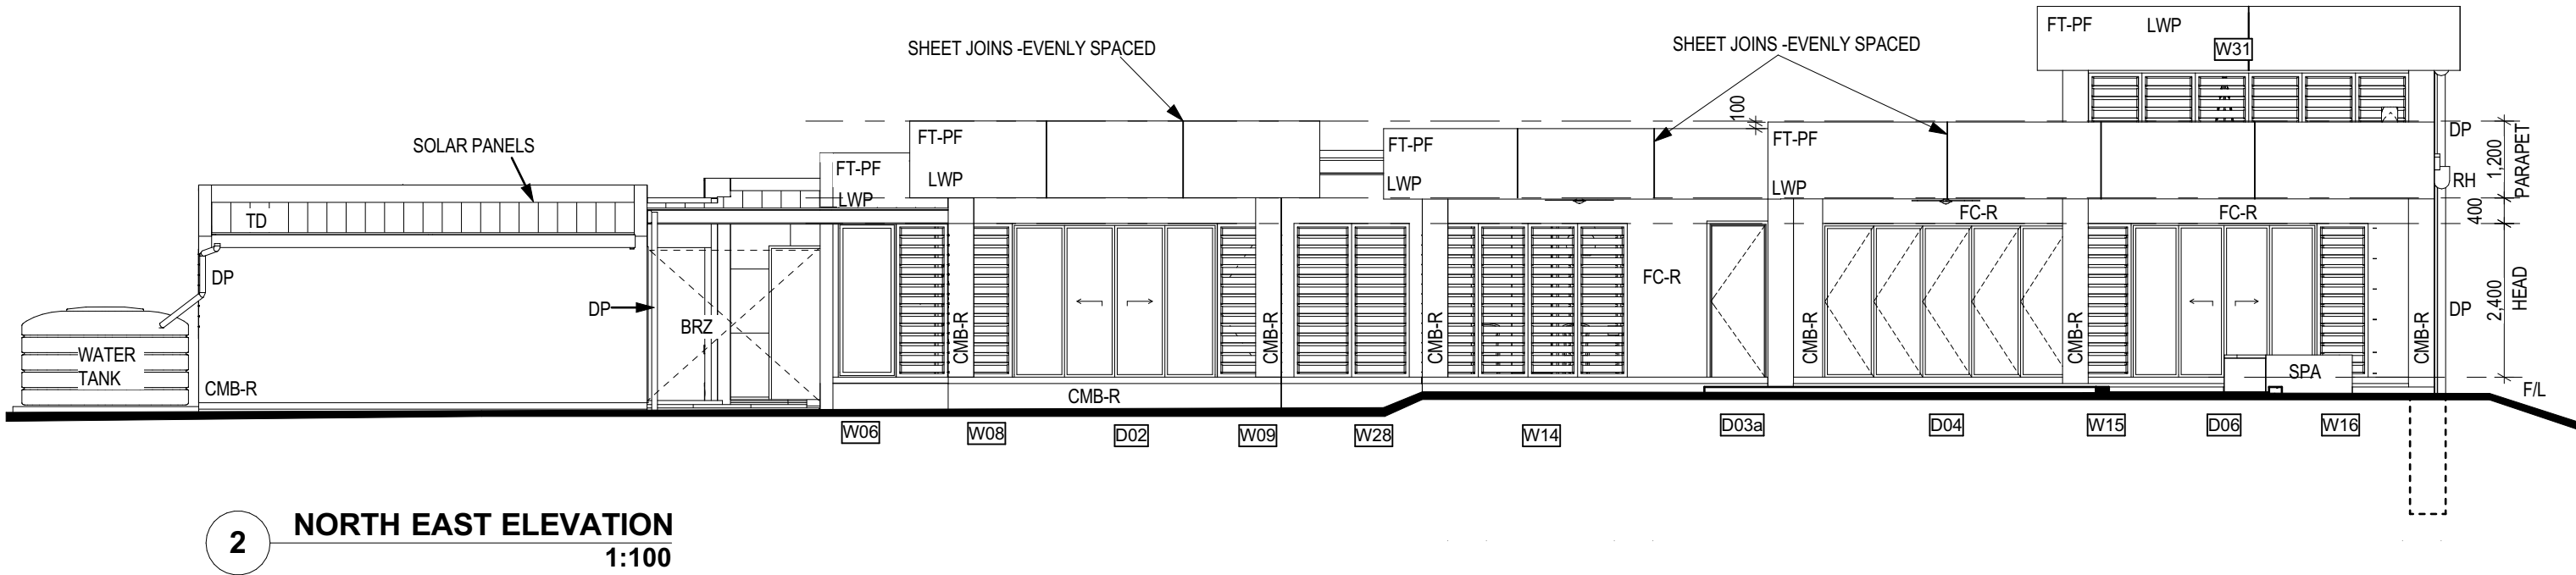 FT-PF
LWP
W31
SHEET JOINS -EVENLY SPACED
SHEET JOINS -EVENLY SPACED
100
SOLAR PANELS
FT-PF
LWP
FT-PF
LWP
FT-PF
LWP
FT-PF
LWP
DP
1,200
PARAPET
RH
TD
400
FC-R
FC-R
DP
DP
BRZ
CMB-R
CMB-R
CMB-R
FC-R
CMB-R
CMB-R
CMB-R
DP
2,400
HEAD
WATER
TANK
CMB-R
CMB-R
SPA
F/L
W06
W08
D02
W09
W28
W14
D03a
D04
W15
D06
W16
2
NORTH EAST ELEVATION
1:100